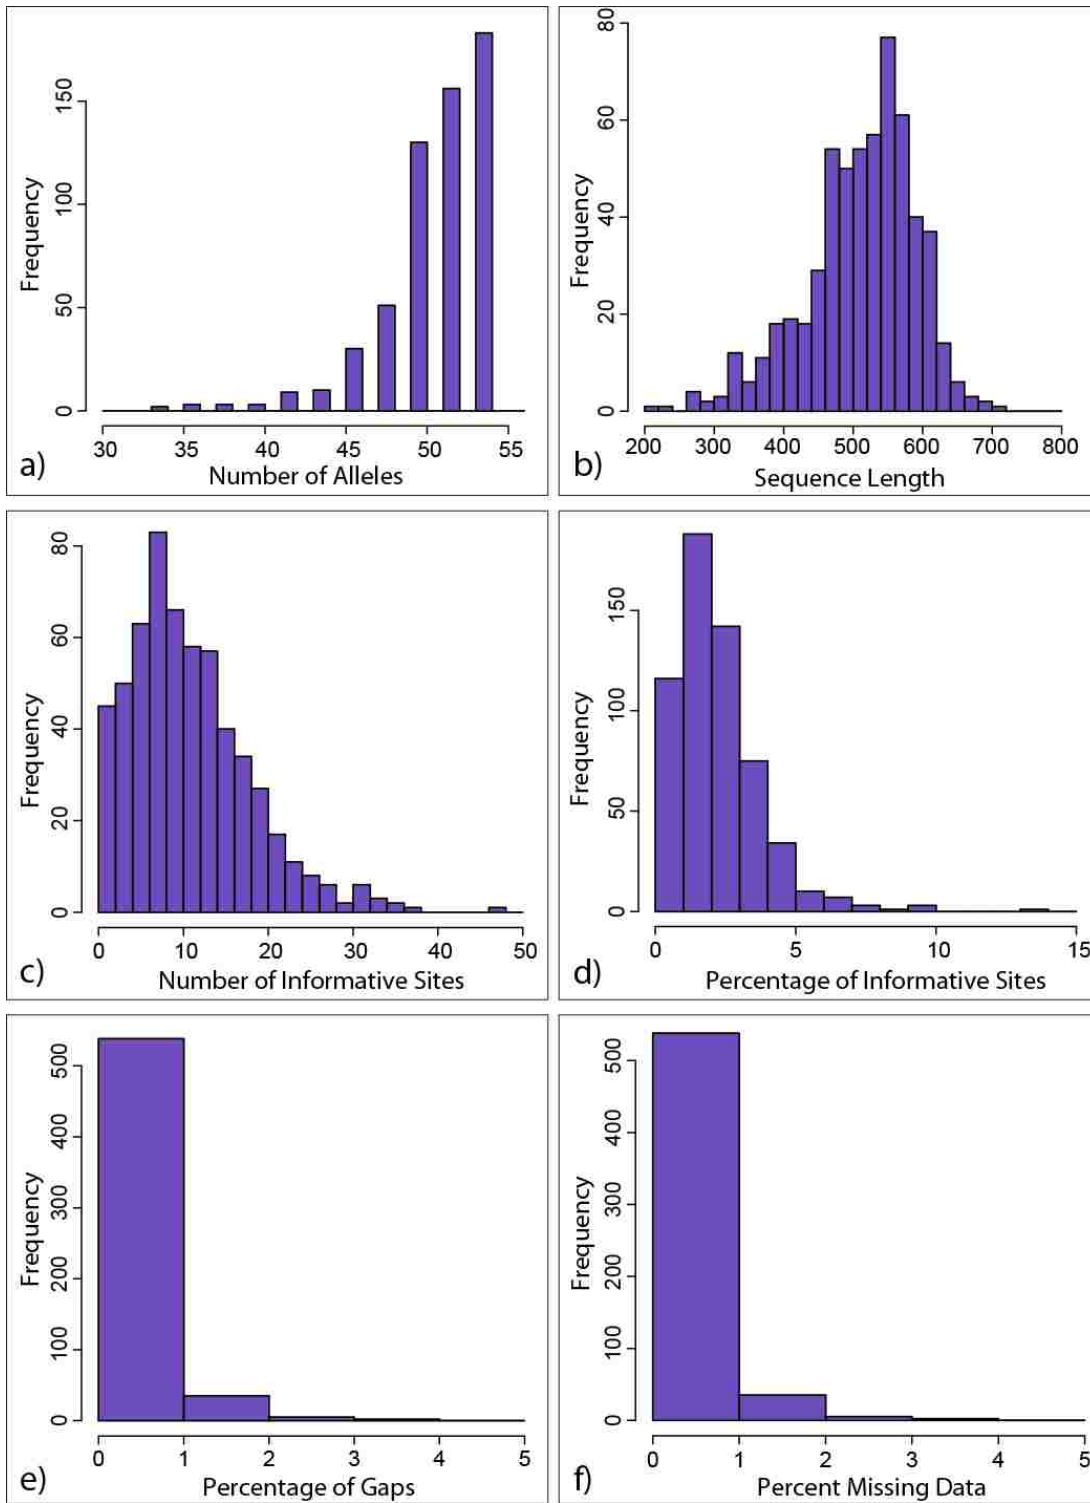 150
100
50
0
Frequency
30 35 40 45 50 55
a) Number of Alleles
80
60
40
20
0
Frequency
200 300 400 500 600 700 800
b) Sequence Length
80
60
40
20
0
Frequency
0 10 20 30 40 50
c) Number of Informative Sites
150
100
50
0
Frequency
0 5 10 15
d) Percentage of Informative Sites
500
400
300
200
100
0
Frequency
0 1 2 3 4 5
e) Percentage of Gaps
500
400
300
200
100
0
Frequency
0 1 2 3 4 5
f) Percent Missing Data